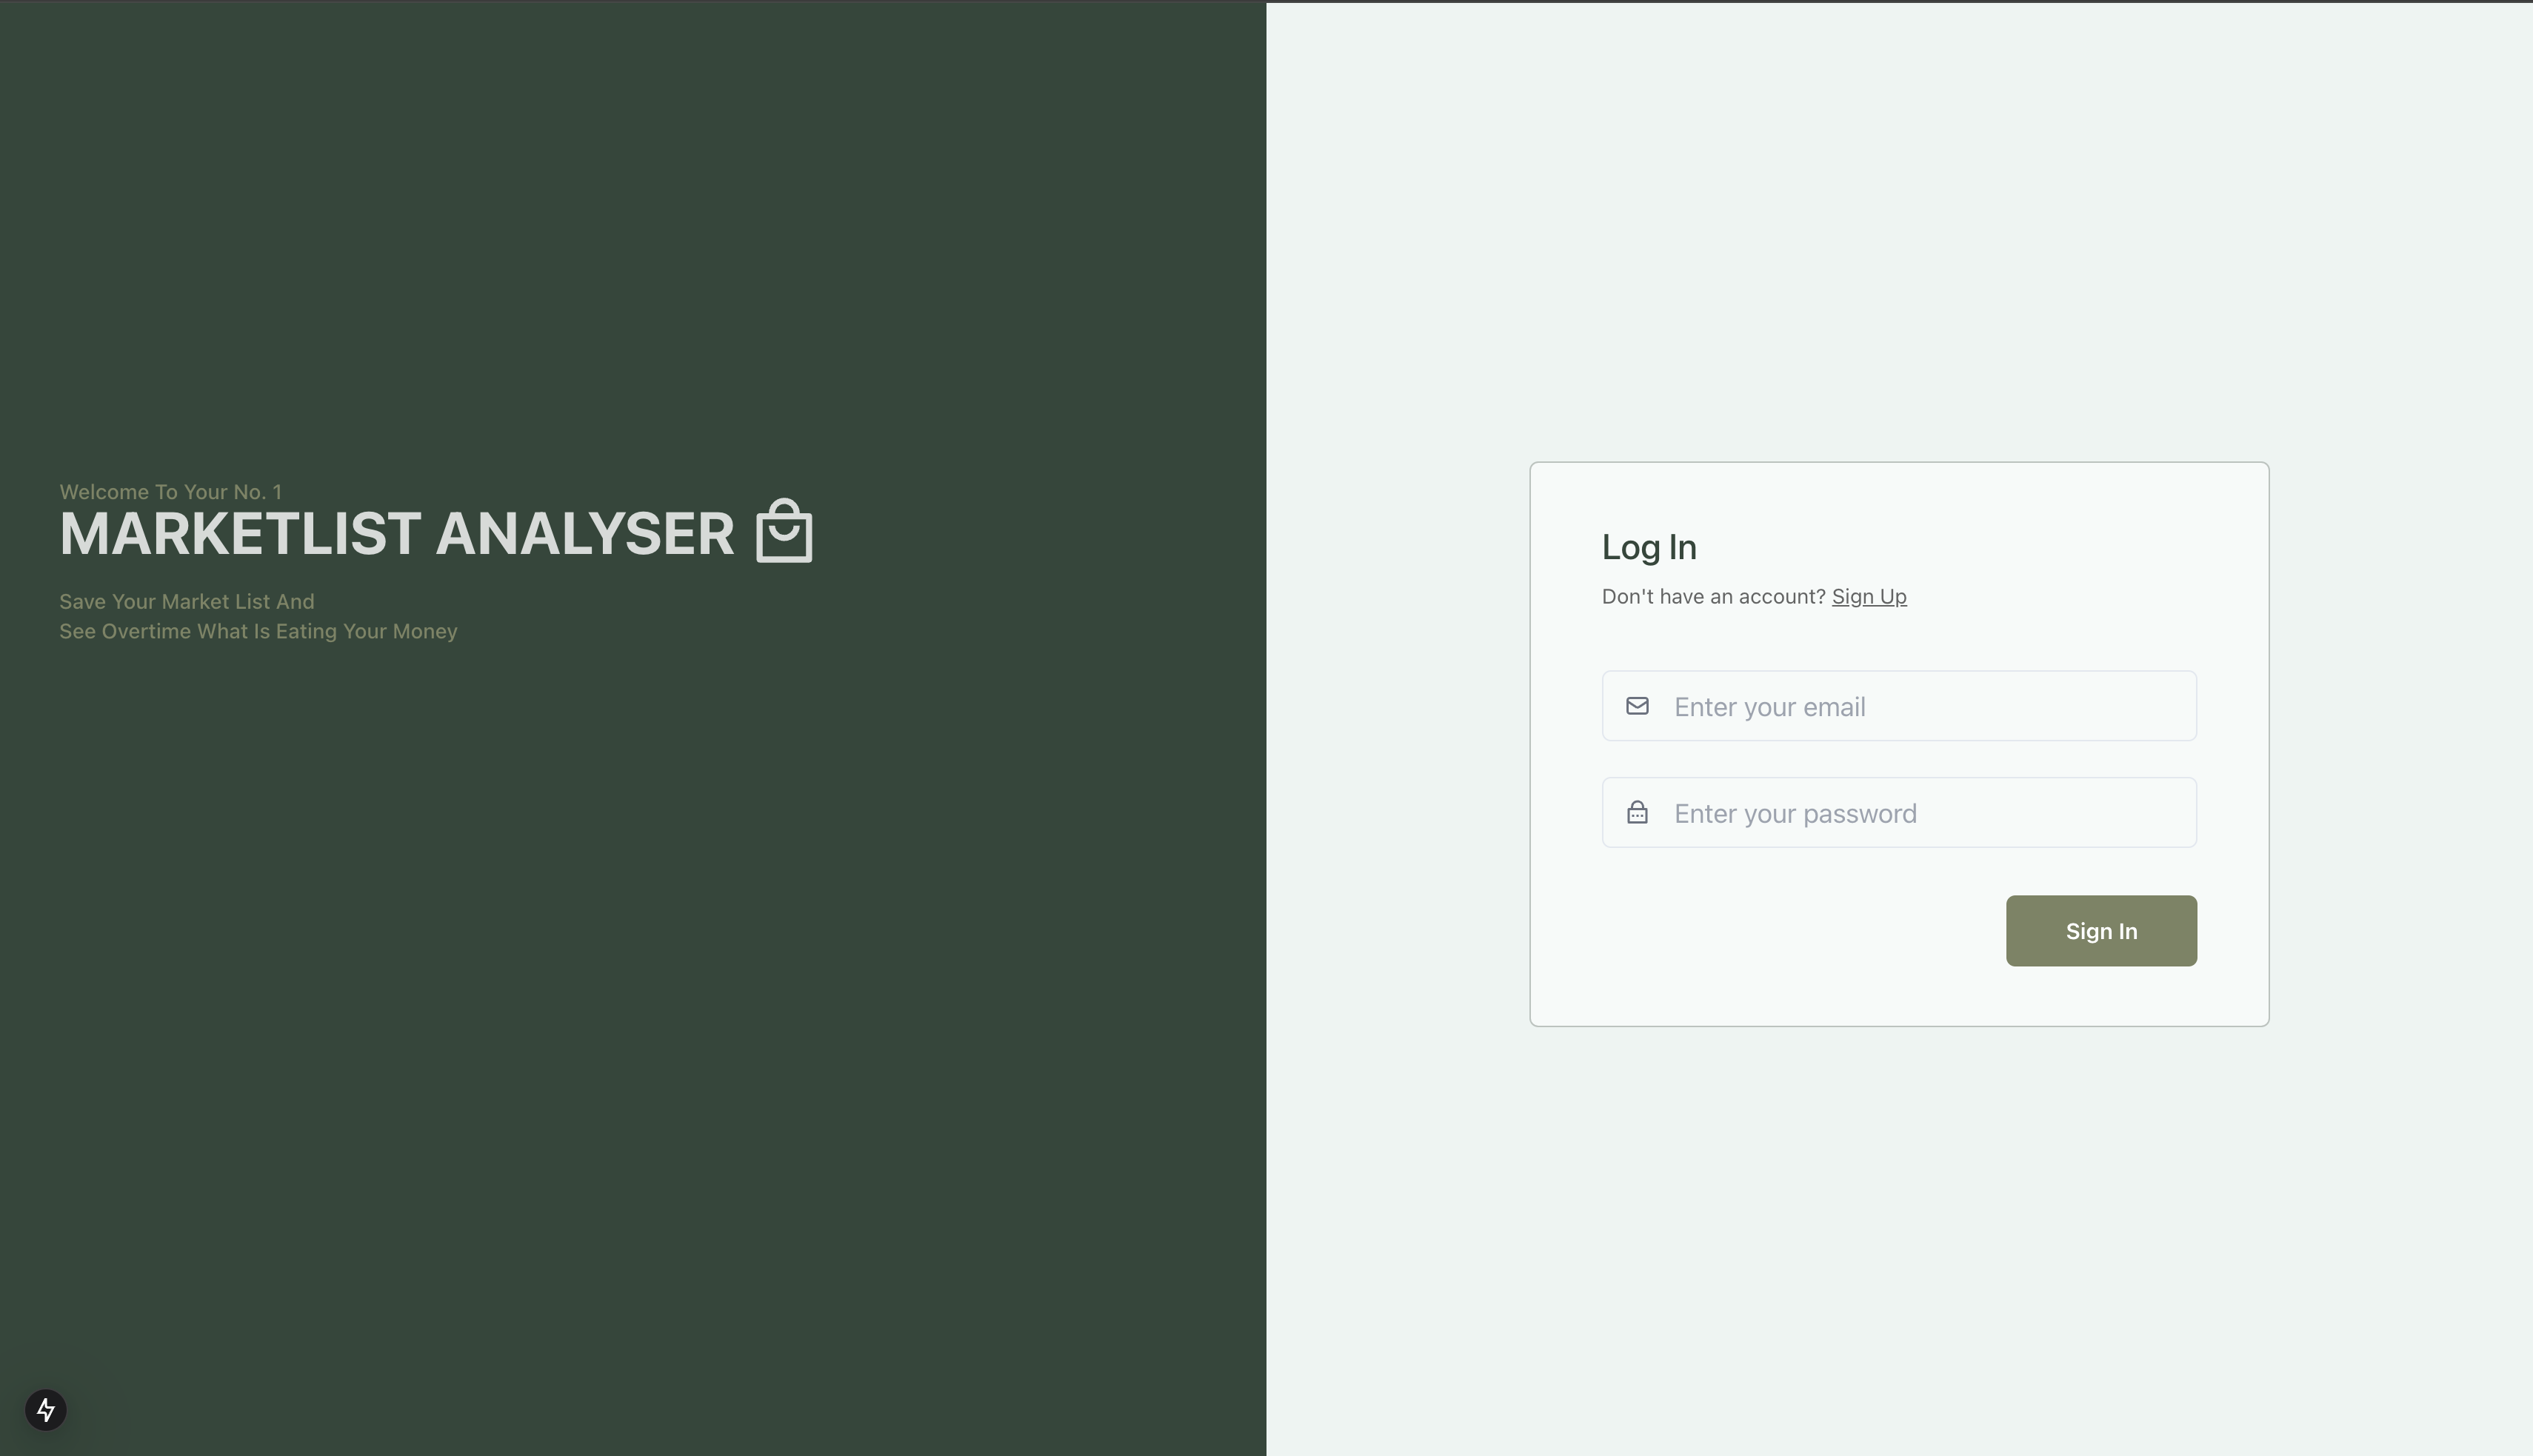 Welcome To Your No. 1
MARKETLIST ANALYSER
Save Your Market List And
See Overtime What Is Eating Your Money
Log In
Don't have an account? Sign Up
Enter your email
Enter your password
Sign In